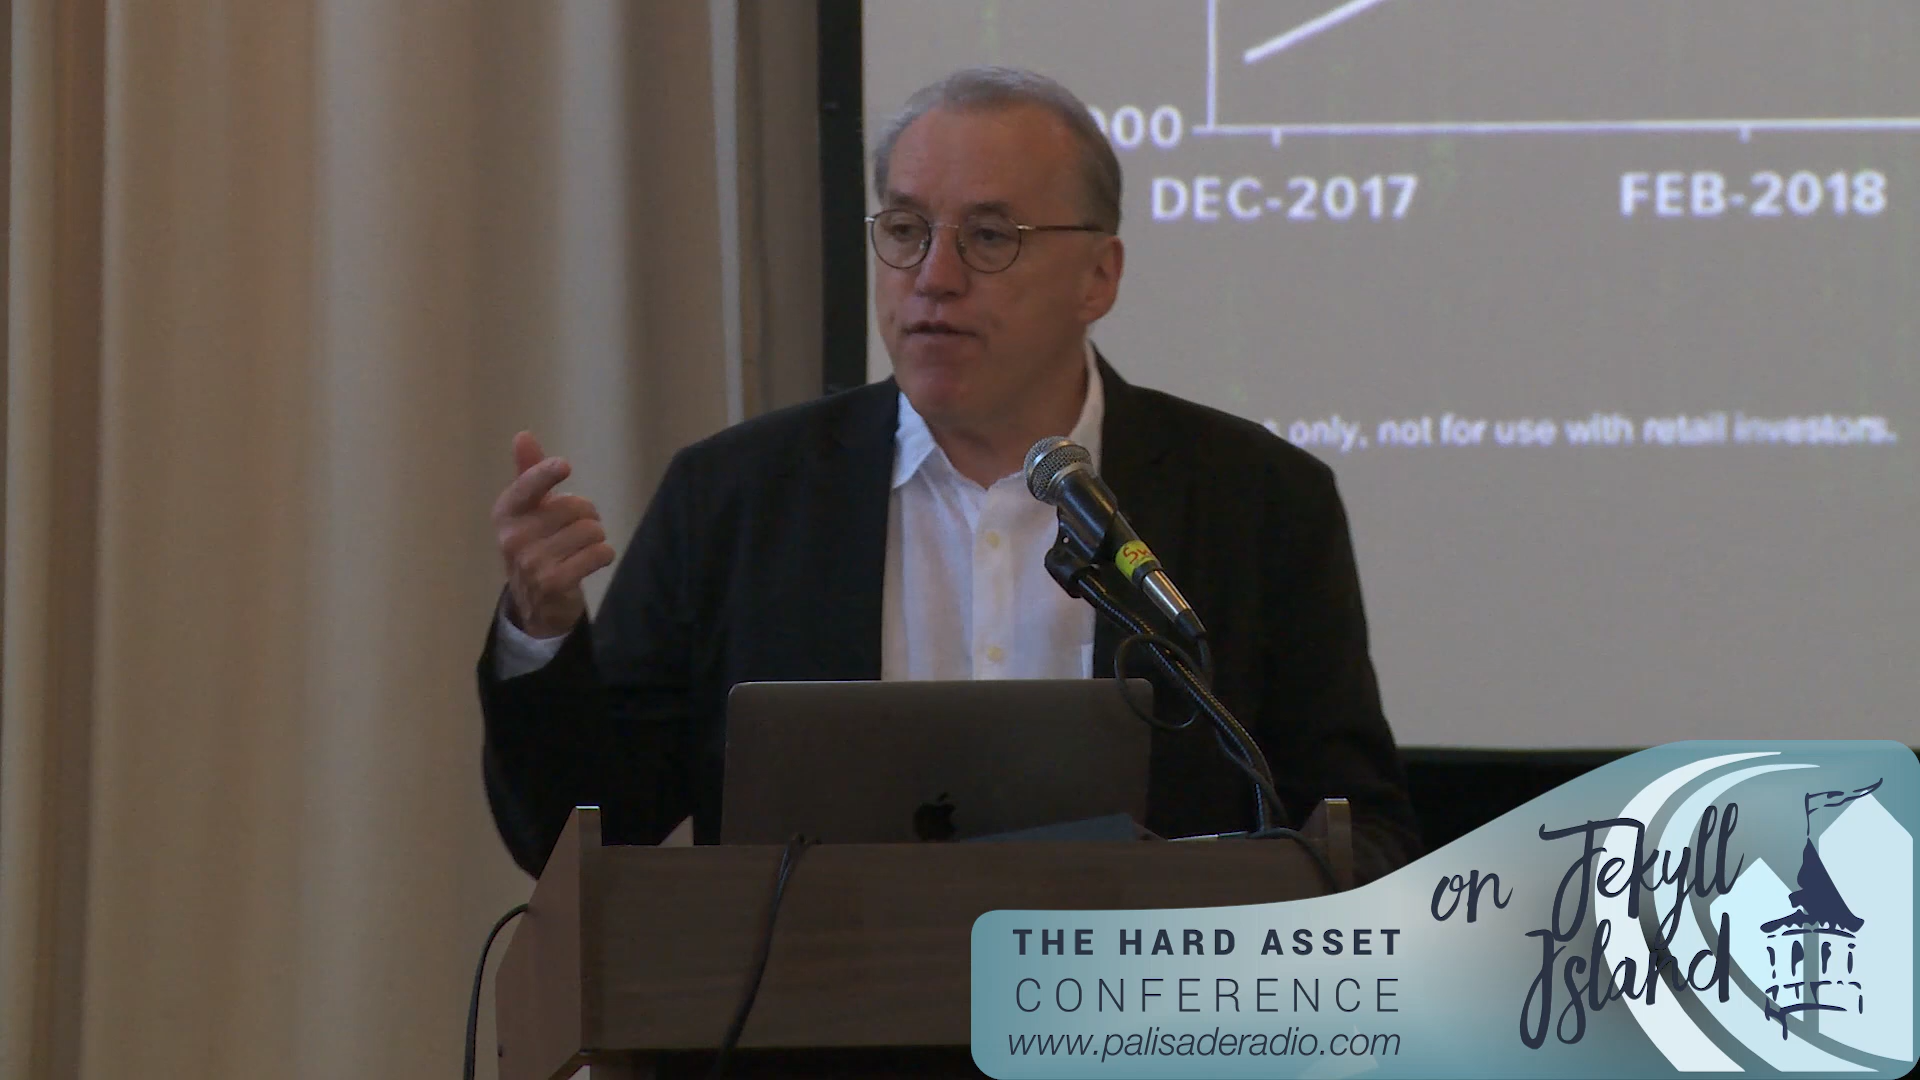 000
DEC-2017 FEB-2018
only, not for use with retail investors.
on Jekyll
Island
THE HARD ASSET
CONFERENCE
www.palisaderadio.com